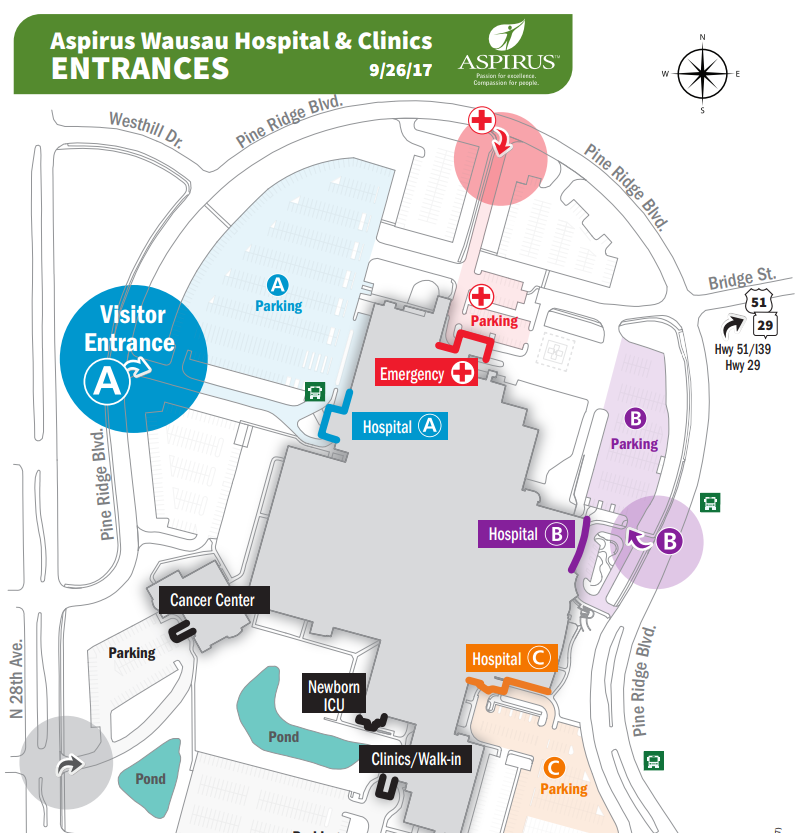 Aspirus Wausau Hospital & Clinics
ENTRANCES
9/26/17
ASPIRUS™
Passion for excellence.
Compassion for people.
N
W
E
S
Westhill Dr.
Pine Ridge Blvd.
Pine Ridge Blvd.
Bridge St.
51
29
Hwy 51/I39
Hwy 29
A
Parking
Visitor
Entrance
A
Parking
Emergency
Hospital A
B
Parking
Pine Ridge Blvd.
Hospital B
B
Cancer Center
Parking
N 28th Ave.
Hospital C
Pine Ridge Blvd.
Newborn
ICU
Pond
Clinics/Walk-in
Pond
C
Parking